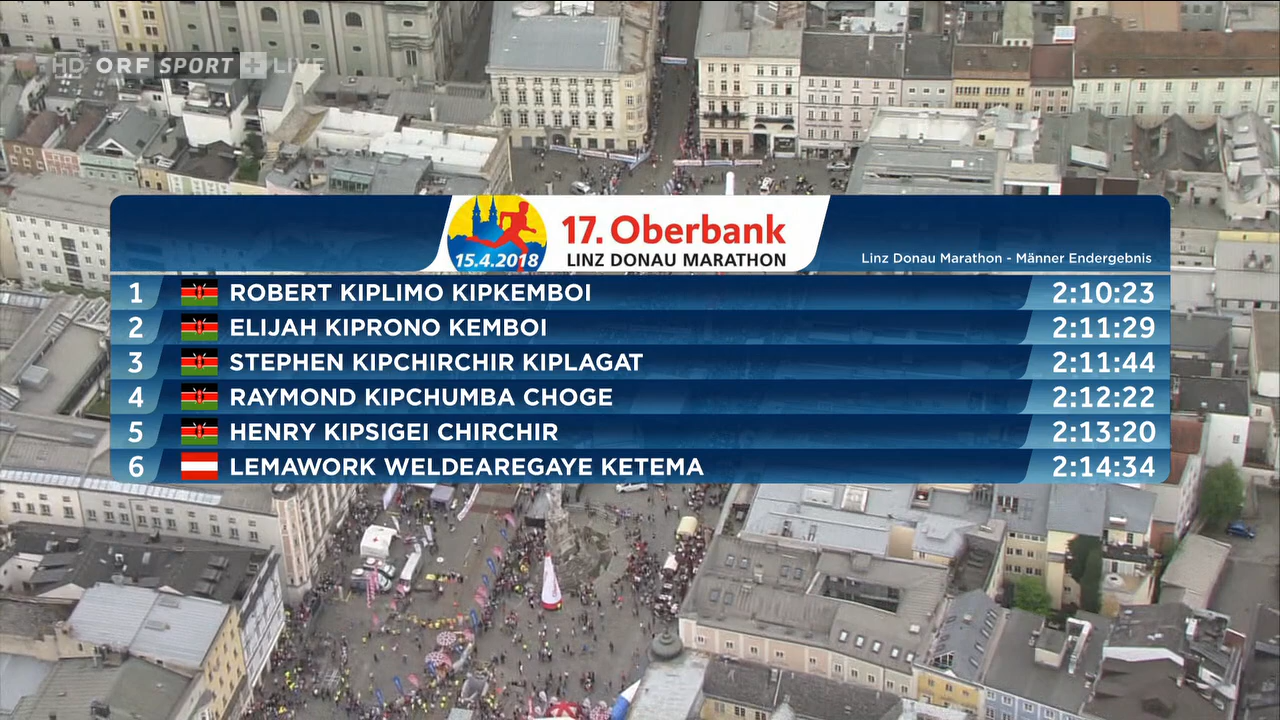 HD ORF SPORT + LIVE
17. Oberbank
15.4.2018 LINZ DONAU MARATHON
Linz Donau Marathon - Männer Endergebnis
1 ROBERT KIPLIMO KIPKEMBOI 2:10:23
2 ELIJAH KIPRONO KEMBOI 2:11:29
3 STEPHEN KIPCHIRCHIR KIPLAGAT 2:11:44
4 RAYMOND KIPCHUMBA CHOGE 2:12:22
5 HENRY KIPSIGEI CHIRCHIR 2:13:20
6 LEMAWORK WELDEAREGAYE KETEMA 2:14:34